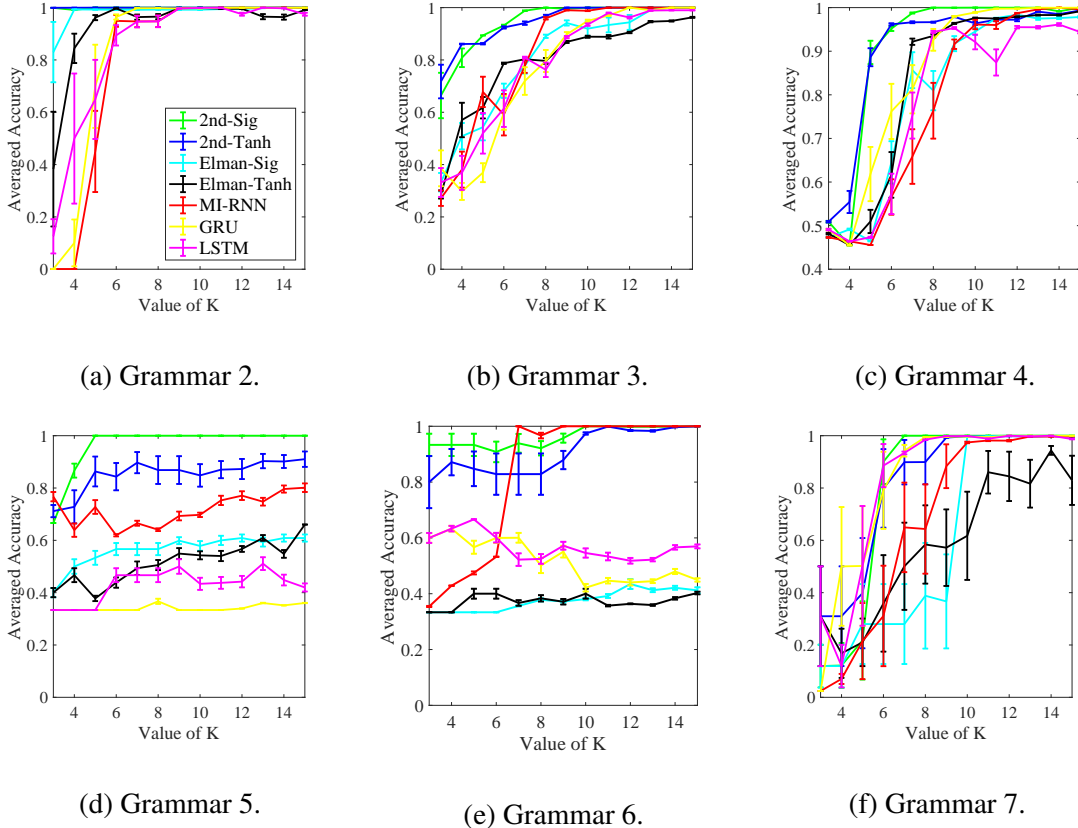 1
0.8
0.6
0.4
0.2
0
Averaged Accuracy
4 6 8 10 12 14
Value of K
2nd-Sig
2nd-Tanh
Elman-Sig
Elman-Tanh
MI-RNN
GRU
LSTM
(a) Grammar 2.
1
0.8
0.6
0.4
0.2
0
Averaged Accuracy
4 6 8 10 12 14
Value of K
(b) Grammar 3.
1
0.9
0.8
0.7
0.6
0.5
0.4
Averaged Accuracy
4 6 8 10 12 14
Value of K
(c) Grammar 4.
1
0.8
0.6
0.4
0.2
0
Averaged Accuracy
4 6 8 10 12 14
Value of K
(d) Grammar 5.
1
0.8
0.6
0.4
0.2
0
Averaged Accuracy
4 6 8 10 12 14
Value of K
(e) Grammar 6.
1
0.8
0.6
0.4
0.2
0
Averaged Accuracy
4 6 8 10 12 14
Value of K
(f) Grammar 7.